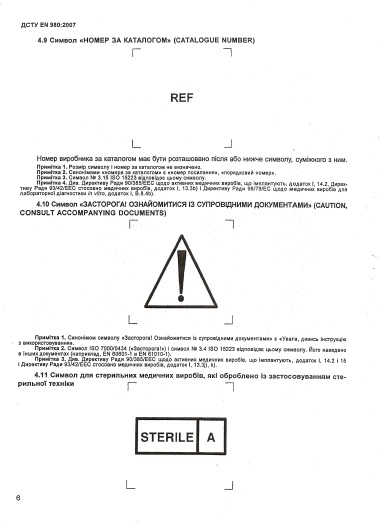 ДСТУ EN 980:2007
4.9 Символ «НОМЕР ЗА КАТАЛОГОМ» (CATALOGUE NUMBER)
REF
Номер виробника за каталогом має бути розташовано після або нижче символу, суміжного з ним.
Примітка 1. Розмір символу і номер за каталогом не визначено.
Примітка 2. Синонімами «номера за каталогом» є «номер посилання», «порядковий номер».
Примітка 3. Символ № 3.15 ISO 15223 відповідає цьому символу.
Примітка 4. Див. Директиву Ради 90/385/ЕЕС щодо активних медичних виробів, що імплантують, додаток I, 14.2, Дирек-
тиву Ради 93/42/ЕЕС стосовно медичних виробів, додаток I, 13.3b) і Директиву Ради 98/79/ЕС щодо медичних виробів для
лабораторної діагностики in vitro, додаток I, B.8.4b).
4.10 Символ «ЗАСТОРОГА! ОЗНАЙОМИТИСЯ ІЗ СУПРОВІДНИМИ ДОКУМЕНТАМИ» (CAUTION,
CONSULT ACCOMPANYING DOCUMENTS)
Примітка 1. Синонімом символу «Засторога! Ознайомитися із супровідними документами» є «Увага, дивись Інструкцію
з використовування».
Примітка 2. Символ ISO 7000/0434 («Засторога!») і символ № 3.4 ISO 15223 відповідає цьому символу. Його наведено
в інших документах (наприклад, EN 60601-1 и EN 61010-1).
Примітка 3. Див. Директиву Ради 90/385/ЕЕС щодо активних медичних виробів, що імплантують, додаток I, 14.2 і 15
і Директиву Ради 93/42/ЕЕС стосовно медичних виробів, додаток I, 13.3j), k).
4.11 Символ для стерильних медичних виробів, які оброблено із застосовуванням сте-
рильної техніки
STERILE A
6